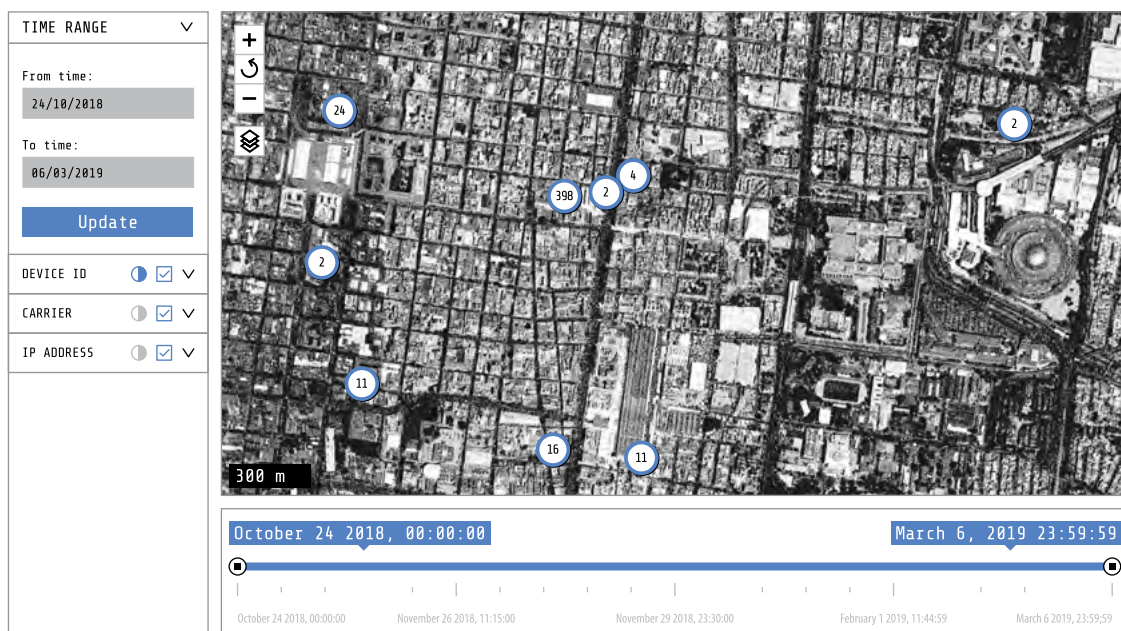 TIME RANGE
From time:
24/10/2018
To time:
06/03/2019
Update
DEVICE ID
CARRIER
IP ADDRESS
+
−
24
2
4
2
398
2
11
16
11
300 m
October 24 2018, 00:00:00
March 6, 2019 23:59:59
October 24 2018, 00:00:00
November 26 2018, 11:15:00
November 29 2018, 23:30:00
February 1 2019, 11:44:59
March 6 2019, 23:59;59